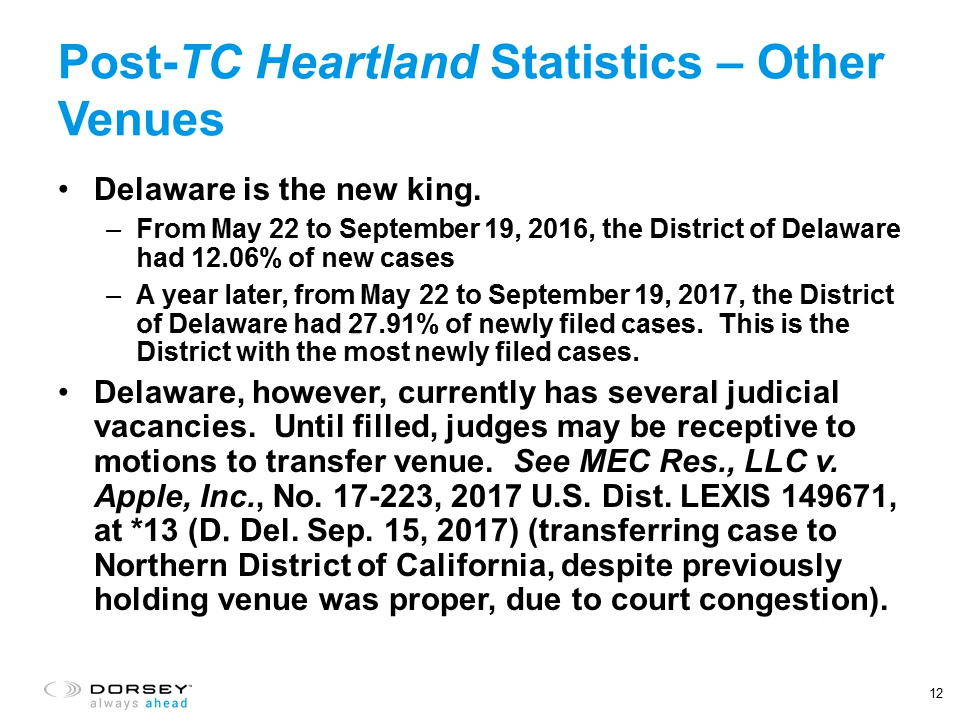 Post-TC Heartland Statistics – Other
Venues
• Delaware is the new king.
– From May 22 to September 19, 2016, the District of Delaware
had 12.06% of new cases
– A year later, from May 22 to September 19, 2017, the District
of Delaware had 27.91% of newly filed cases.  This is the
District with the most newly filed cases.
• Delaware, however, currently has several judicial
vacancies.  Until filled, judges may be receptive to
motions to transfer venue.  See MEC Res., LLC v.
Apple, Inc., No. 17-223, 2017 U.S. Dist. LEXIS 149671,
at *13 (D. Del. Sep. 15, 2017) (transferring case to
Northern District of California, despite previously
holding venue was proper, due to court congestion).
DORSEY™
always ahead
12